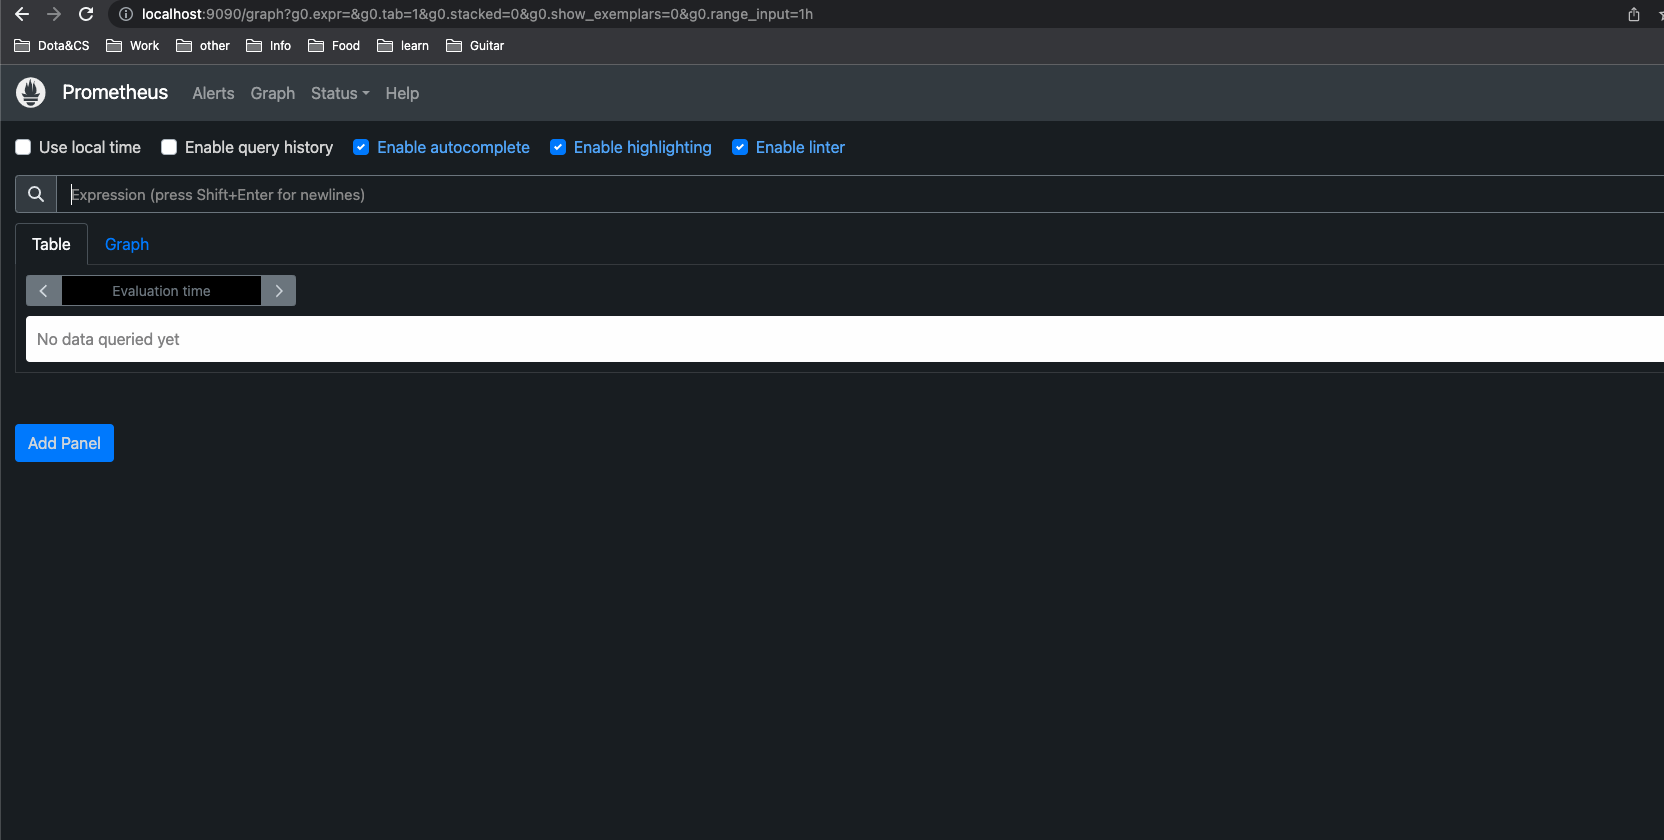 localhost:9090/graph?g0.expr=&g0.tab=1&g0.stacked=0&g0.show_exemplars=0&g0.range_input=1h
Dota&CS Work other Info Food learn Guitar
Prometheus Alerts Graph Status Help
Use local time Enable query history Enable autocomplete Enable highlighting Enable linter
Expression (press Shift+Enter for newlines)
Table Graph
Evaluation time
No data queried yet
Add Panel